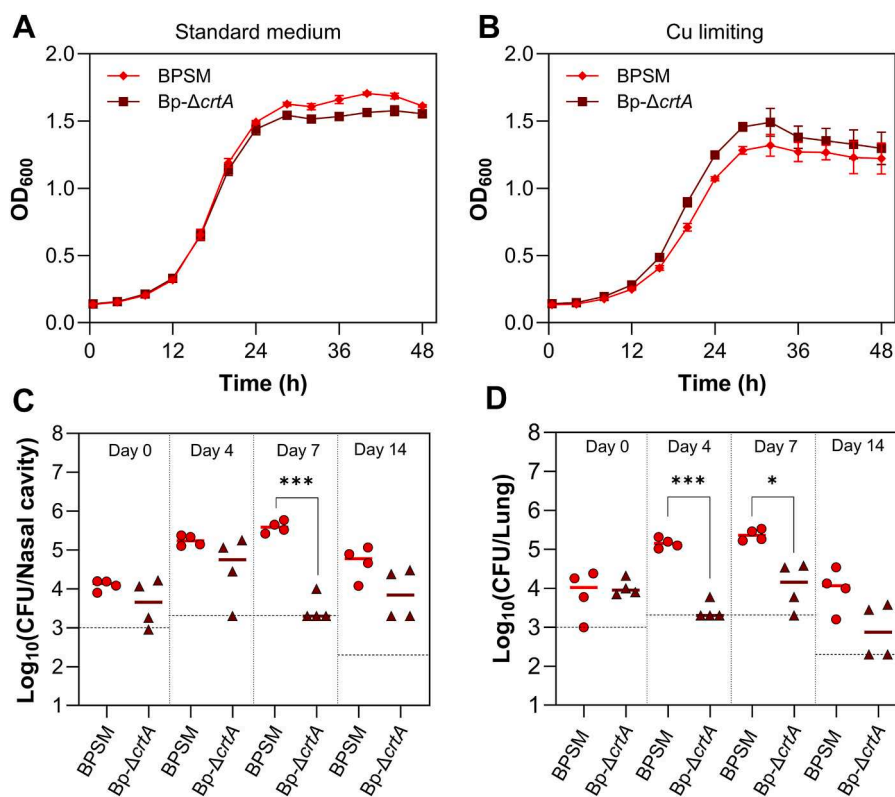 A
Standard medium
2.0
1.5
1.0
0.5
0.0
OD600
BPSM
Bp-ΔcrtA
0 12 24 36 48
Time (h)
B
Cu limiting
2.0
1.5
1.0
0.5
0.0
OD600
BPSM
Bp-ΔcrtA
0 12 24 36 48
Time (h)
C
8
7
6
5
4
3
2
1
Log10(CFU/Nasal cavity)
Day 0 Day 4 Day 7 Day 14
***
BPSM Bp-ΔcrtA BPSM Bp-ΔcrtA BPSM Bp-ΔcrtA BPSM Bp-ΔcrtA
D
8
7
6
5
4
3
2
1
Log10(CFU/Lung)
Day 0 Day 4 Day 7 Day 14
*** *
BPSM Bp-ΔcrtA BPSM Bp-ΔcrtA BPSM Bp-ΔcrtA BPSM Bp-ΔcrtA